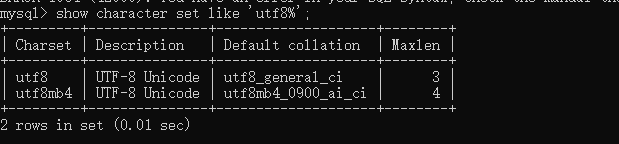 mysql> show character set like 'utf8%';
+---------+---------------+--------------------+--------+
| Charset | Description   | Default collation  | Maxlen |
+---------+---------------+--------------------+--------+
| utf8    | UTF-8 Unicode | utf8_general_ci    |      3 |
| utf8mb4 | UTF-8 Unicode | utf8mb4_0900_ai_ci |      4 |
+---------+---------------+--------------------+--------+
2 rows in set (0.01 sec)